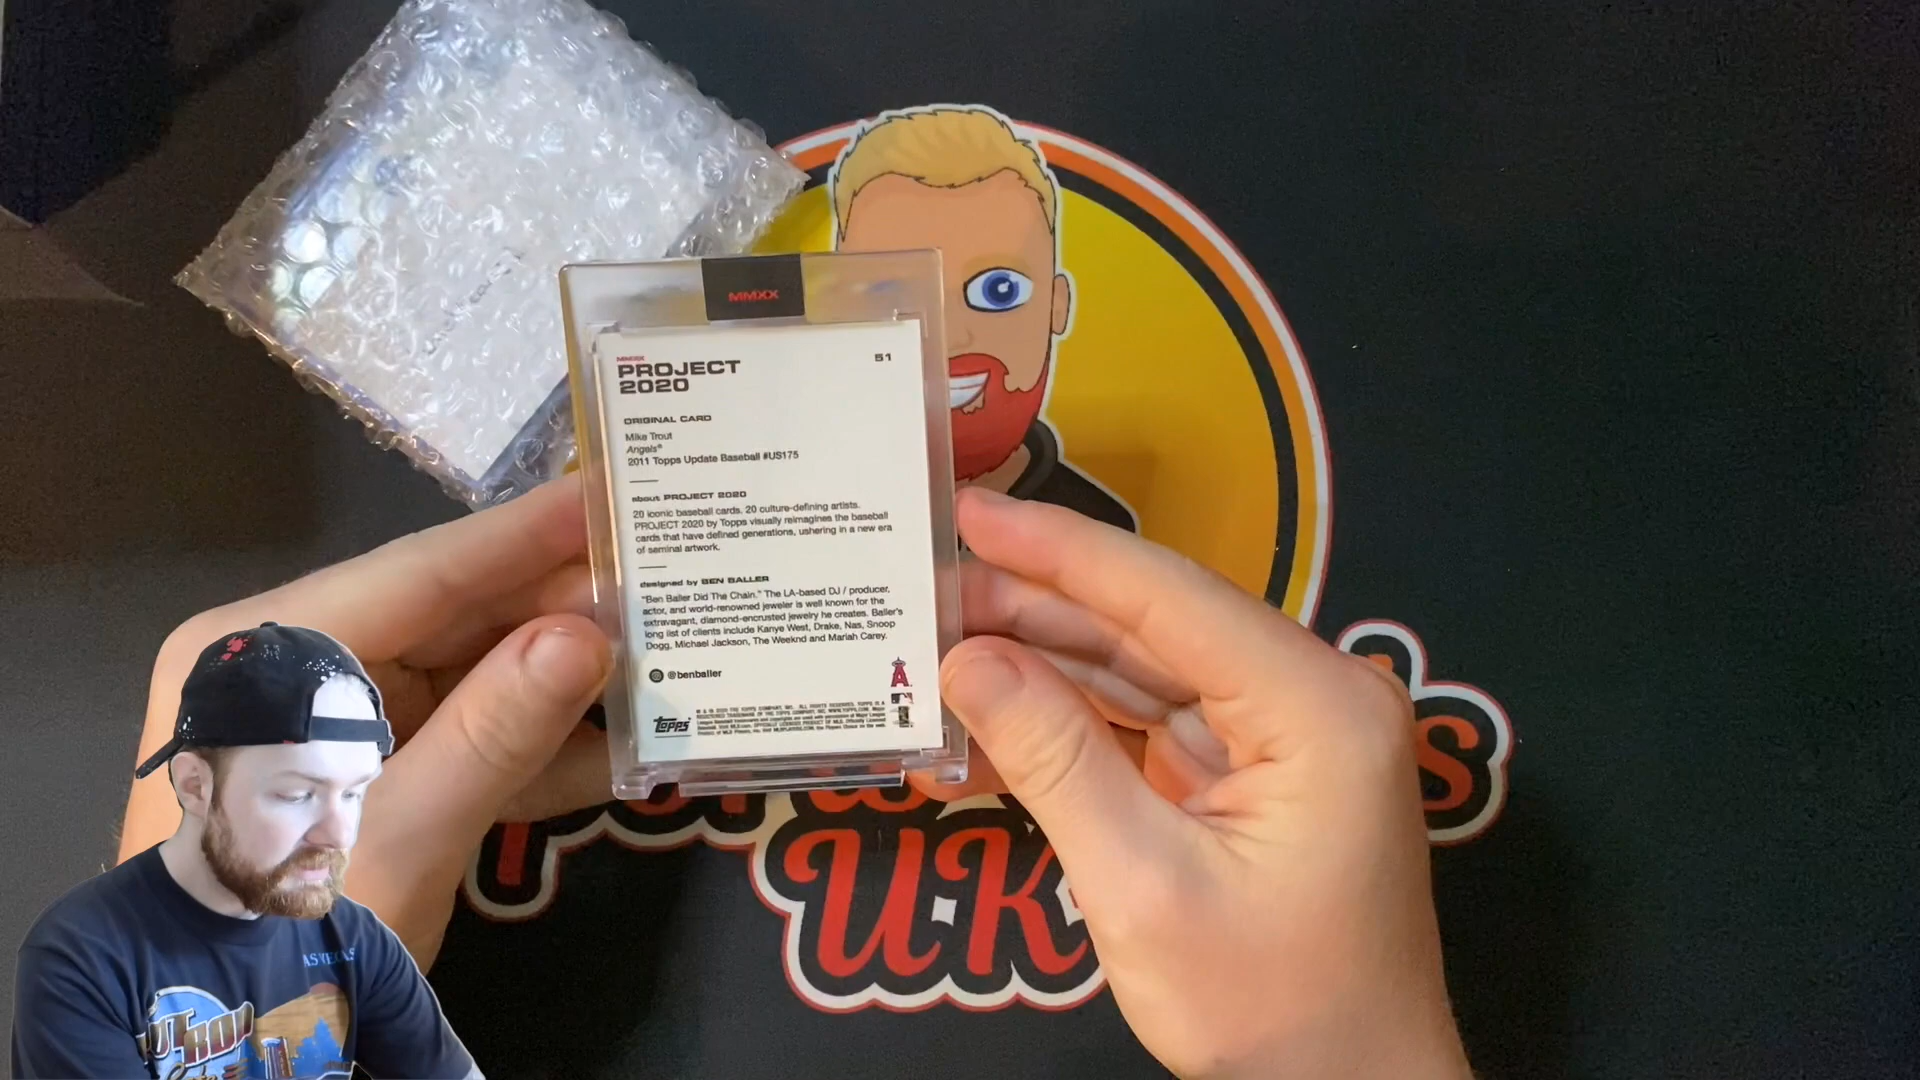 MMXX
MMXX
PROJECT
2020
51
ORIGINAL CARD
Mike Trout
Angels®
2011 Topps Update Baseball #US175
about PROJECT 2020
20 iconic baseball cards. 20 culture-defining artists.
PROJECT 2020 by Topps visually reimagines the baseball
cards that have defined generations, ushering in a new era
of seminal artwork.
designed by BEN BALLER
"Ben Baller Did The Chain." The LA-based DJ / producer,
actor, and world-renowned jeweler is well known for the
extravagant, diamond-encrusted jewelry he creates. Baller's
long list of clients include Kanye West, Drake, Nas, Snoop
Dogg, Michael Jackson, The Weeknd and Mariah Carey.
@benballer
A
Topps
UK